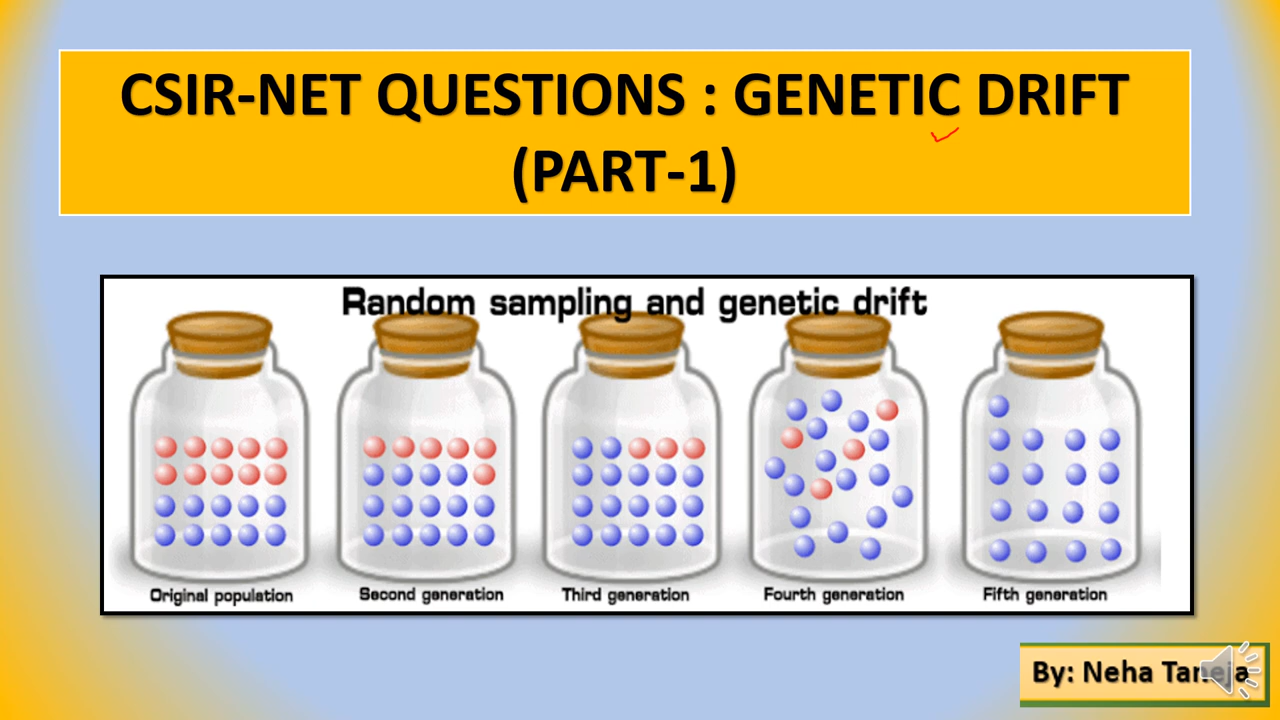 CSIR-NET QUESTIONS : GENETIC DRIFT
(PART-1)
Random sampling and genetic drift
Original population
Second generation
Third generation
Fourth generation
Fifth generation
By: Neha Taneja